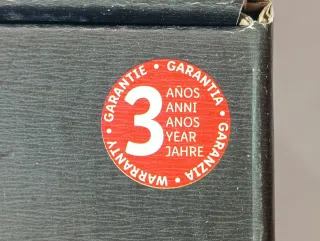 GARANTIE • GARANTIA • GARANZIA • WARRANTY •
3
AÑOS
ANNI
ANOS
YEAR
JAHRE